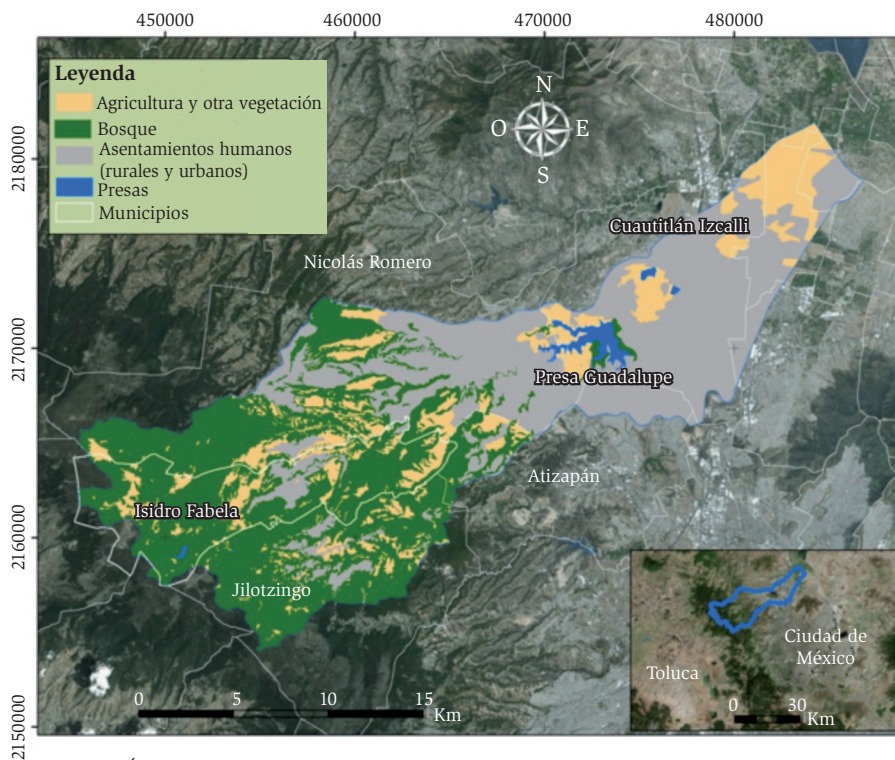 450000 460000 470000 480000
Leyenda
Agricultura y otra vegetación
Bosque
Asentamientos humanos
(rurales y urbanos)
Presas
Municipios
N
O E
S
2180000
2170000
2160000
2150000
Cuautitlán Izcalli
Nicolás Romero
Presa Guadalupe
Atizapán
Isidro Fabela
Jilotzingo
Ciudad de
México
Toluca
0 5 10 15
Km
0 30
Km